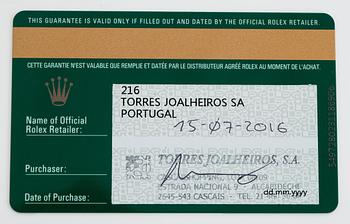 THIS GUARANTEE IS VALID ONLY IF FILLED OUT AND DATED BY THE OFFICIAL ROLEX RETAILER.
CETTE GARANTIE N'EST VALABLE QUE REMPLIE ET DATÉE PAR LE DISTRIBUTEUR AGRÉÉ ROLEX AU MOMENT DE L'ACHAT.
216
TORRES JOALHEIROS SA
PORTUGAL
Name of Official
Rolex Retailer:
15-07-2016
Purchaser:
TORRES JOALHEIROS, S.A.
ESTRADA NACIONAL 9 - ALCABIDECHE
2645-543 CASCAIS -
Date of Purchase:
dd.mm.yyyy